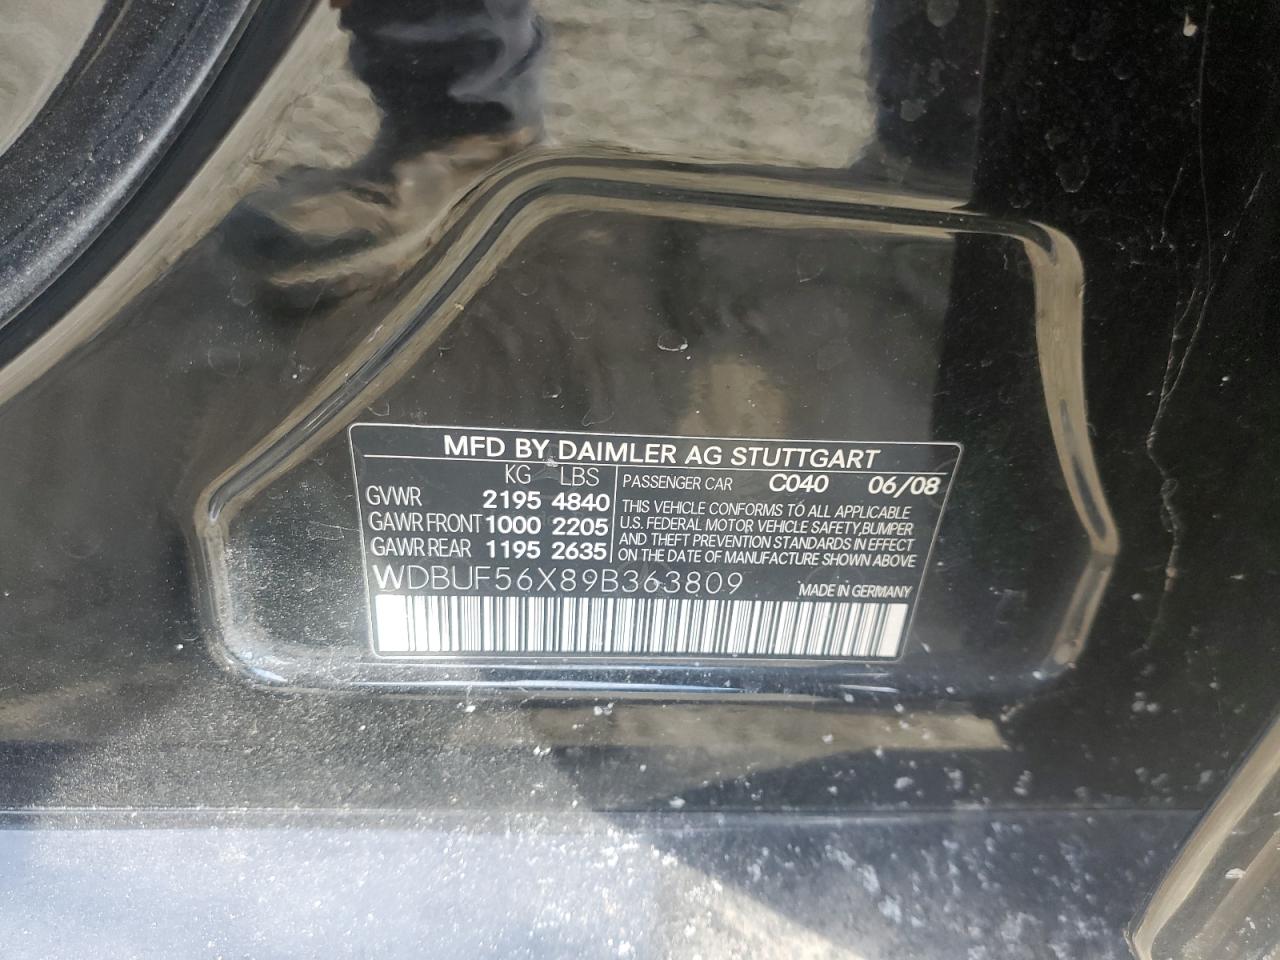 MFD BY DAIMLER AG STUTTGART
KG LBS
GVWR 2195 4840
GAWR FRONT 1000 2205
GAWR REAR 1195 2635
PASSENGER CAR C040 06/08
THIS VEHICLE CONFORMS TO ALL APPLICABLE
U.S. FEDERAL MOTOR VEHICLE SAFETY,BUMPER
AND THEFT PREVENTION STANDARDS IN EFFECT
ON THE DATE OF MANUFACTURE SHOWN ABOVE
WDBUF56X89B363809 MADE IN GERMANY